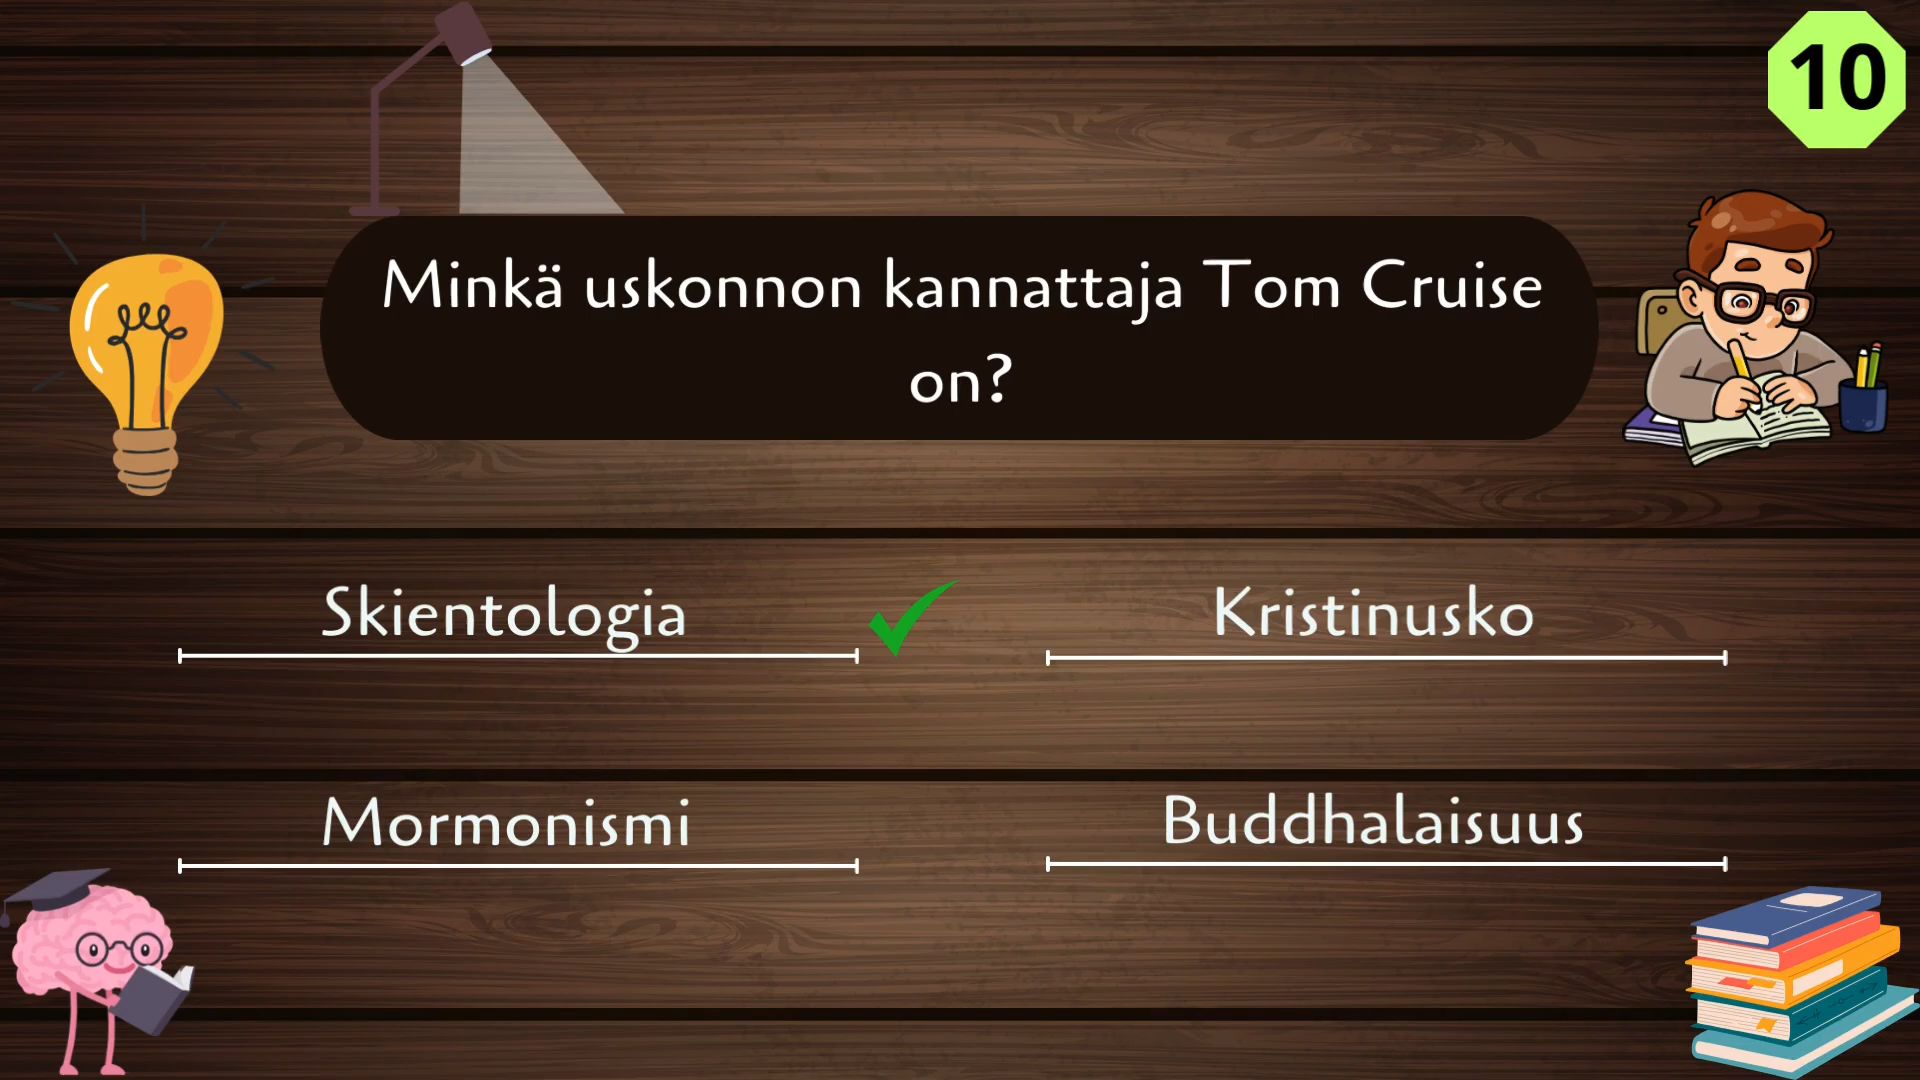 10
Minkä uskonnon kannattaja Tom Cruise
on?
Skientologia
Kristinusko
Mormonismi
Buddhalaisuus